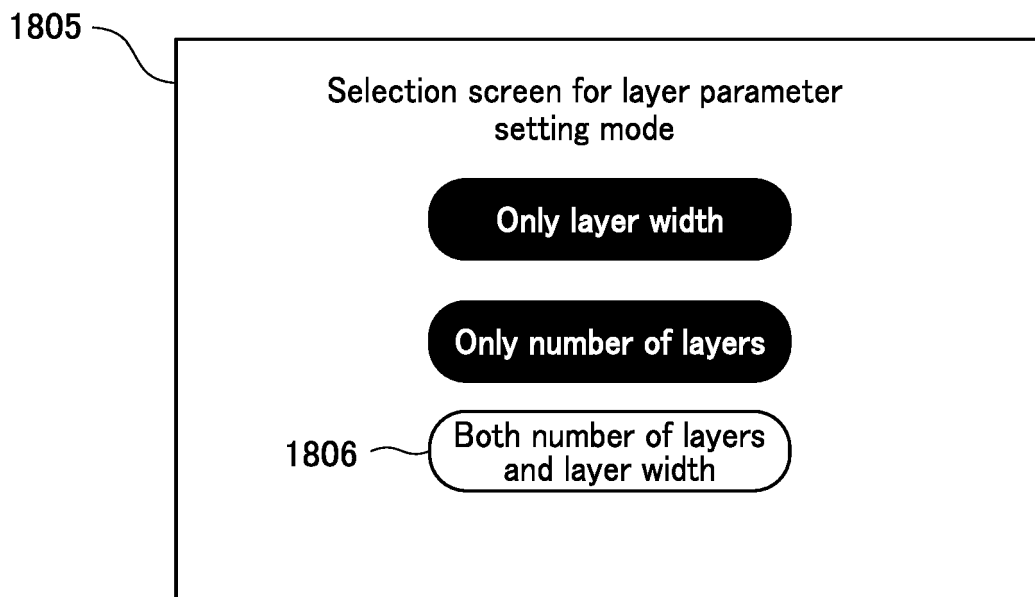 1805
Selection screen for layer parameter
setting mode
Only layer width
Only number of layers
1806
Both number of layers
and layer width